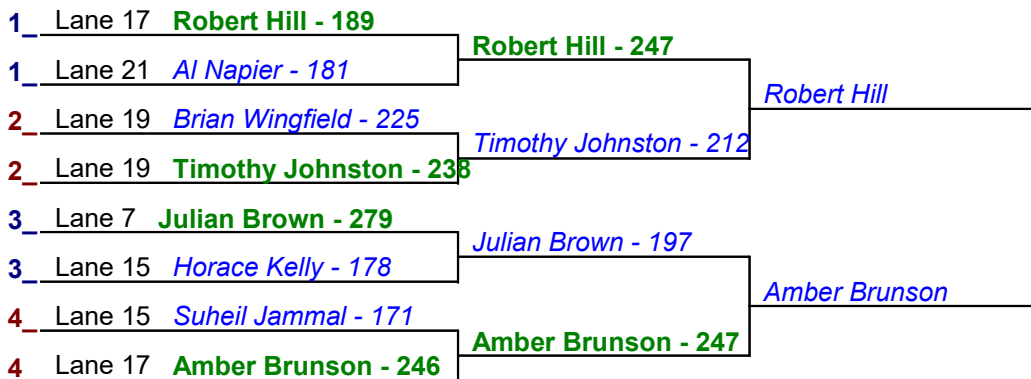 1_ Lane 17 Robert Hill - 189
Robert Hill - 247
1_ Lane 21 Al Napier - 181
Robert Hill
2_ Lane 19 Brian Wingfield - 225
Timothy Johnston - 212
2_ Lane 19 Timothy Johnston - 238
3_ Lane 7 Julian Brown - 279
Julian Brown - 197
3_ Lane 15 Horace Kelly - 178
Amber Brunson
4_ Lane 15 Suheil Jammal - 171
Amber Brunson - 247
4 Lane 17 Amber Brunson - 246